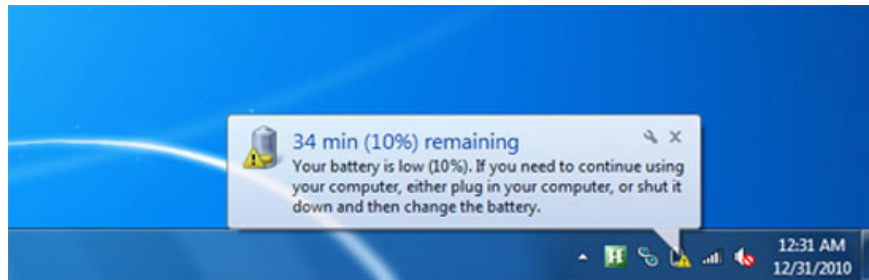 34 min (10%) remaining
Your battery is low (10%). If you need to continue using
your computer, either plug in your computer, or shut it
down and then change the battery.
12:31 AM
12/31/2010